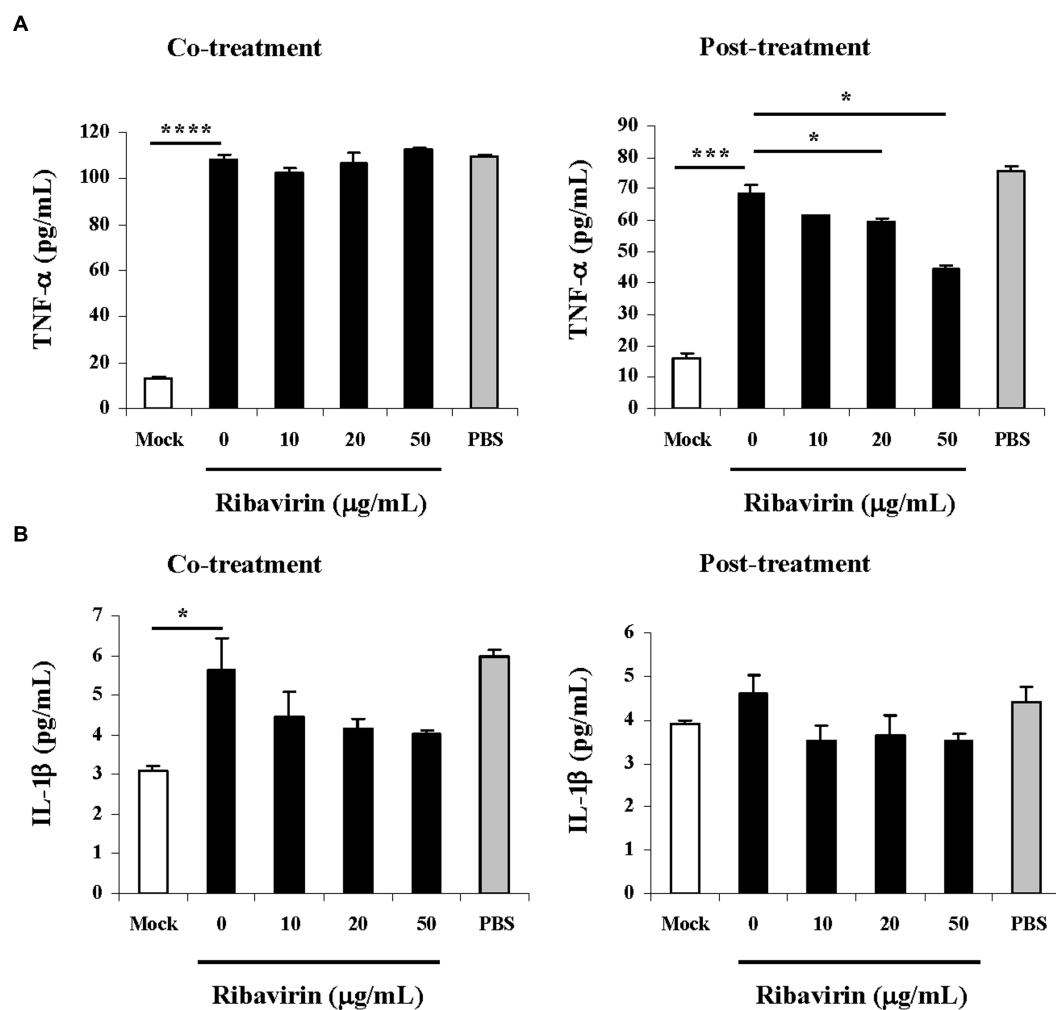 A
Co-treatment
****
120
100
80
60
40
20
0
TNF-α (pg/mL)
Mock 0 10 20 50 PBS
Ribavirin (μg/mL)
Post-treatment
*
*
***
90
80
70
60
50
40
30
20
10
0
TNF-α (pg/mL)
Mock 0 10 20 50 PBS
Ribavirin (μg/mL)
B
Co-treatment
*
7
6
5
4
3
2
1
0
IL-1β (pg/mL)
Mock 0 10 20 50 PBS
Ribavirin (μg/mL)
Post-treatment
6
5
4
3
2
1
0
IL-1β (pg/mL)
Mock 0 10 20 50 PBS
Ribavirin (μg/mL)